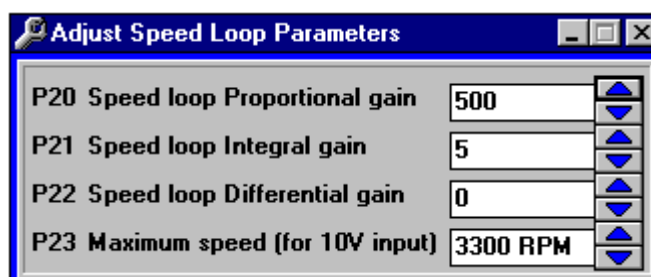 Adjust Speed Loop Parameters
P20 Speed loop Proportional gain 500
P21 Speed loop Integral gain 5
P22 Speed loop Differential gain 0
P23 Maximum speed (for 10V input) 3300 RPM